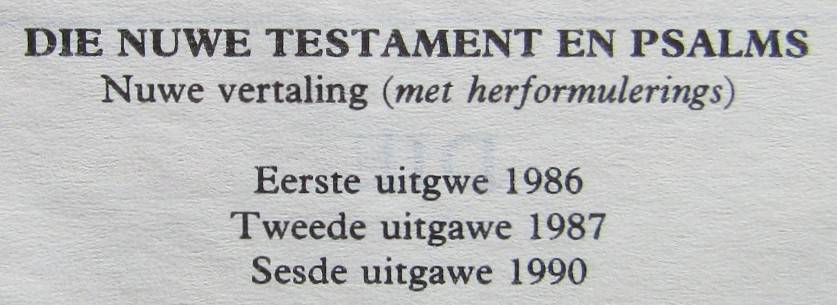 DIE NUWE TESTAMENT EN PSALMS
Nuwe vertaling (met herformulerings)
Eerste uitgwe 1986
Tweede uitgawe 1987
Sesde uitgawe 1990